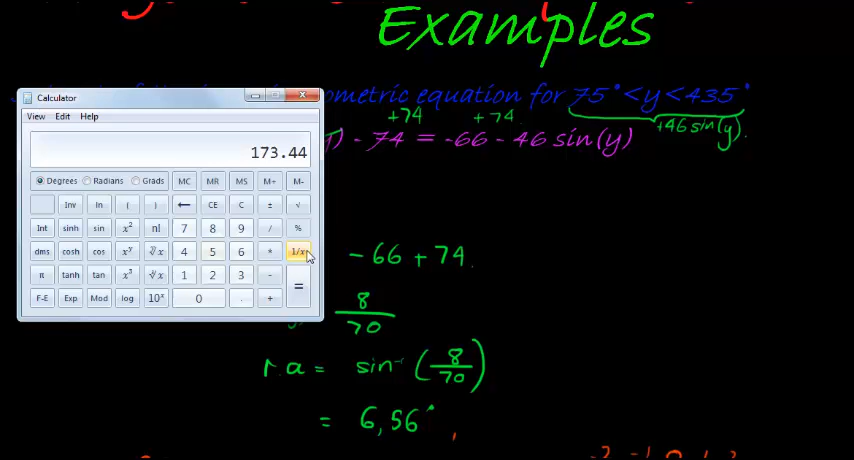 Examples
Calculator
ometric equation for 75° < y < 435°
View Edit Help
+74 +74
173.44
- 74 = -66 - 46 sin(y)
+46 sin(y)
Degrees Radians Grads MC MR MS M+ M-
Inv ln ( ) ← CE C ± √
Int sinh sin x² n! 7 8 9 / %
dms cosh cos xʸ ʸ√x 4 5 6 * 1/x
π tanh tan x³ ³√x 1 2 3 - =
F-E Exp Mod log 10ˣ 0 . +
-66 + 74
8/70
r.a = sin⁻¹ (8/70)
= 6,56°